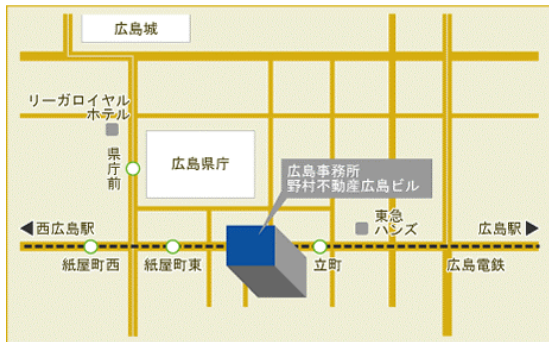 広島城
リーガロイヤル
ホテル
県庁前
広島県庁
広島事務所
野村不動産広島ビル
東急
ハンズ
西広島駅
広島駅
紙屋町西
紙屋町東
立町
広島電鉄